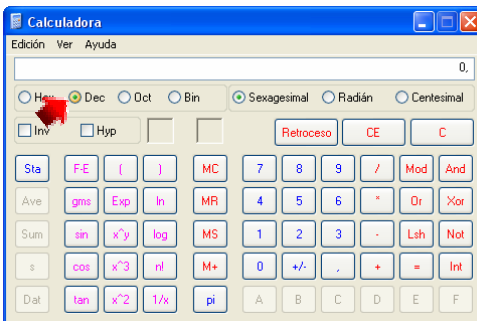 Calculadora
Edición Ver Ayuda
0,
Hex Dec Oct Bin Sexagesimal Radián Centesimal
Inv Hyp Retroceso CE C
Sta F-E ( ) MC 7 8 9 / Mod And
Ave gms Exp ln MR 4 5 6 * Or Xor
Sum sin x^y log MS 1 2 3 - Lsh Not
s cos x^3 n! M+ 0 +/- , + = Int
Dat tan x^2 1/x pi A B C D E F